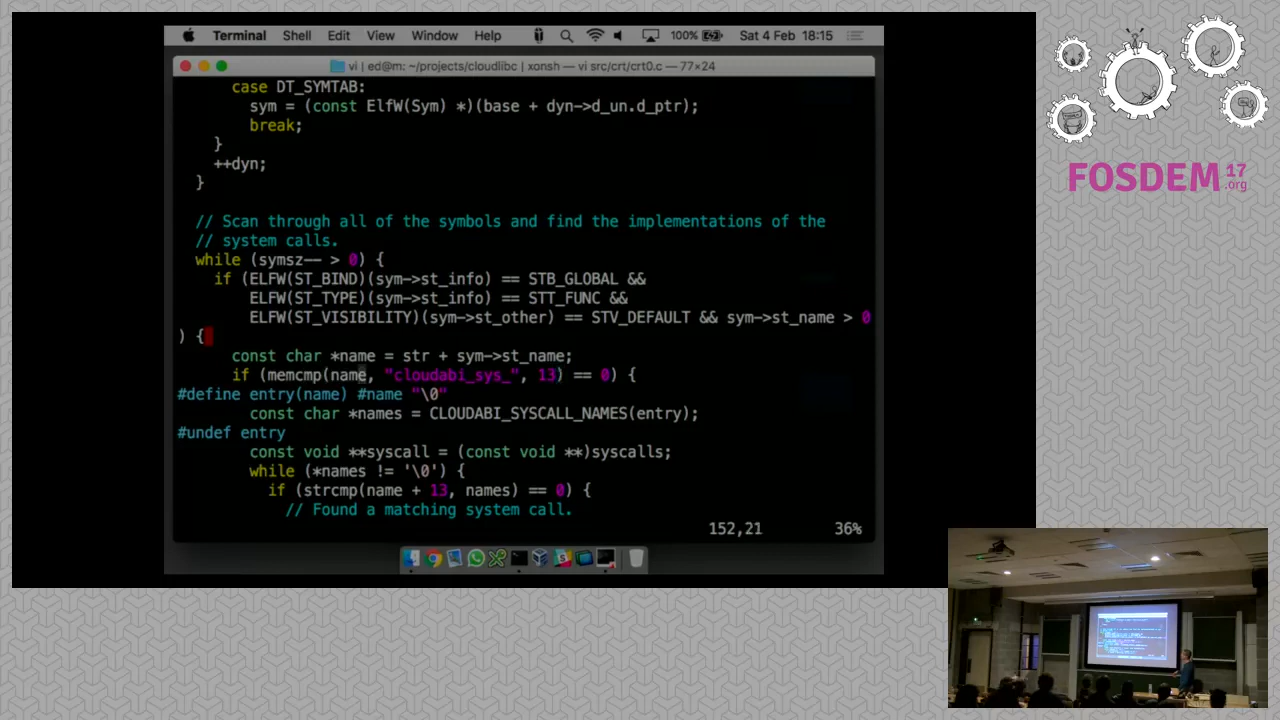 Terminal Shell Edit View Window Help 100% Sat 4 Feb 18:15
vi | ed@m: ~/projects/cloudlibc | xonsh — vi src/crt/crt0.c — 77×24
case DT_SYMTAB:
sym = (const ElfW(Sym) *)(base + dyn->d_un.d_ptr);
break;
}
++dyn;
}
// Scan through all of the symbols and find the implementations of the
// system calls.
while (symsz-- > 0) {
if (ELFW(ST_BIND)(sym->st_info) == STB_GLOBAL &&
ELFW(ST_TYPE)(sym->st_info) == STT_FUNC &&
ELFW(ST_VISIBILITY)(sym->st_other) == STV_DEFAULT && sym->st_name > 0
) {
const char *name = str + sym->st_name;
if (memcmp(name, "cloudabi_sys_", 13) == 0) {
#define entry(name) #name "\0"
const char *names = CLOUDABI_SYSCALL_NAMES(entry);
#undef entry
const void **syscall = (const void **)syscalls;
while (*names != '\0') {
if (strcmp(name + 13, names) == 0) {
// Found a matching system call.
152,21 36%
FOSDEM 17
.org